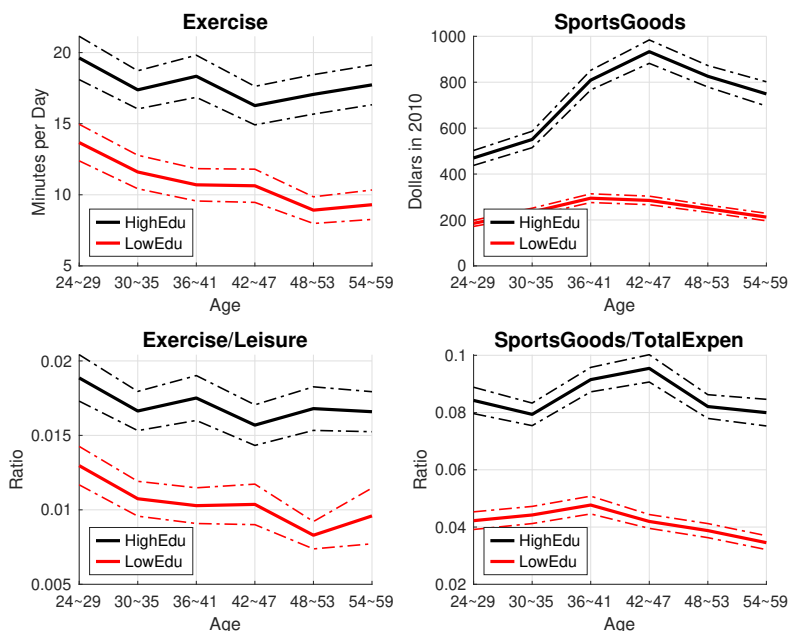 Exercise
Minutes per Day
20
15
10
5
HighEdu
LowEdu
24~29 30~35 36~41 42~47 48~53 54~59
Age
SportsGoods
Dollars in 2010
1000
800
600
400
200
0
HighEdu
LowEdu
24~29 30~35 36~41 42~47 48~53 54~59
Age
Exercise/Leisure
Ratio
0.02
0.015
0.01
0.005
HighEdu
LowEdu
24~29 30~35 36~41 42~47 48~53 54~59
Age
SportsGoods/TotalExpen
Ratio
0.1
0.08
0.06
0.04
0.02
HighEdu
LowEdu
24~29 30~35 36~41 42~47 48~53 54~59
Age